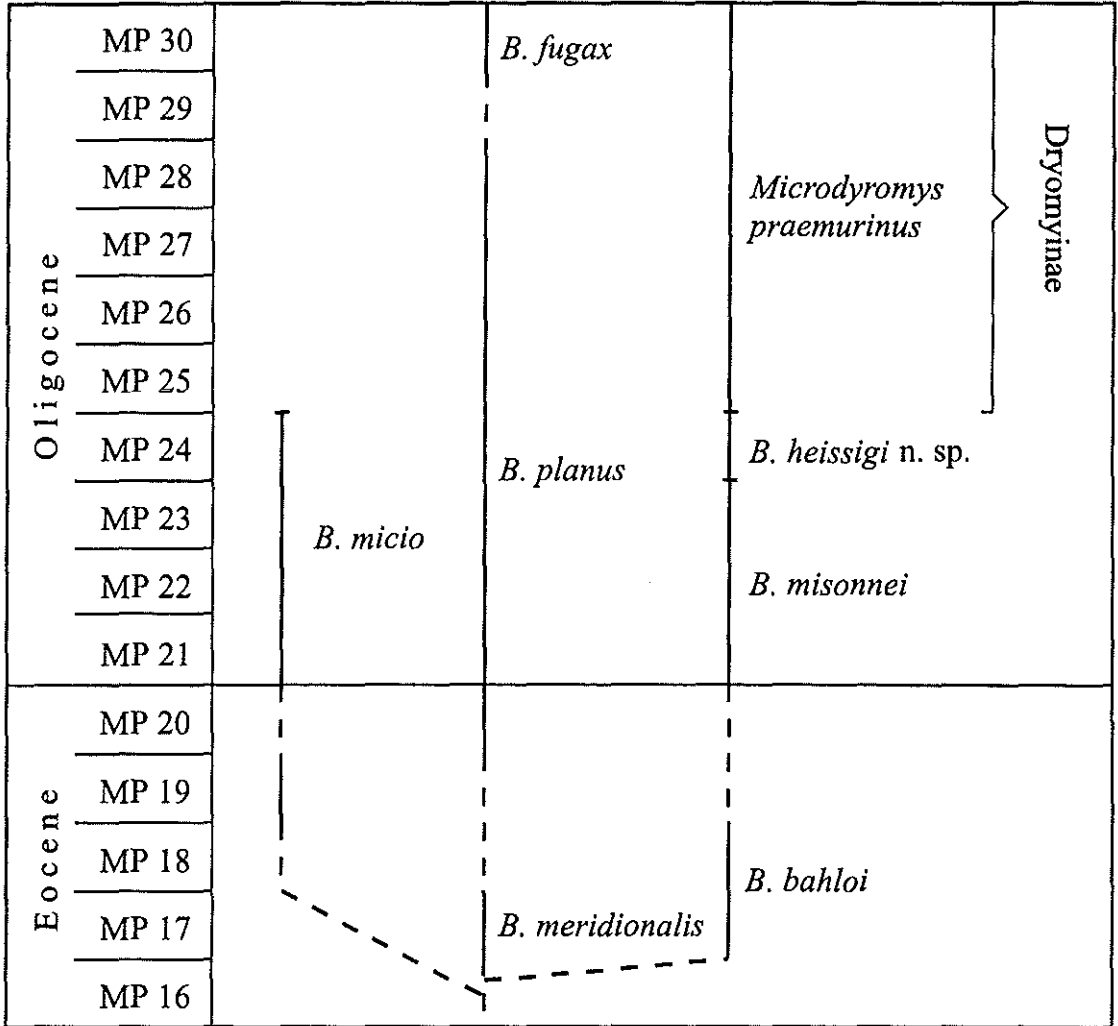 Oligocene
MP 30
MP 29
MP 28
MP 27
MP 26
MP 25
MP 24
MP 23
MP 22
MP 21
Eocene
MP 20
MP 19
MP 18
MP 17
MP 16
B. micio
B. fugax
B. planus
B. meridionalis
Microdyromys
praemurinus
B. heissigi n. sp.
B. misonnei
B. bahloi
Dryomyinae